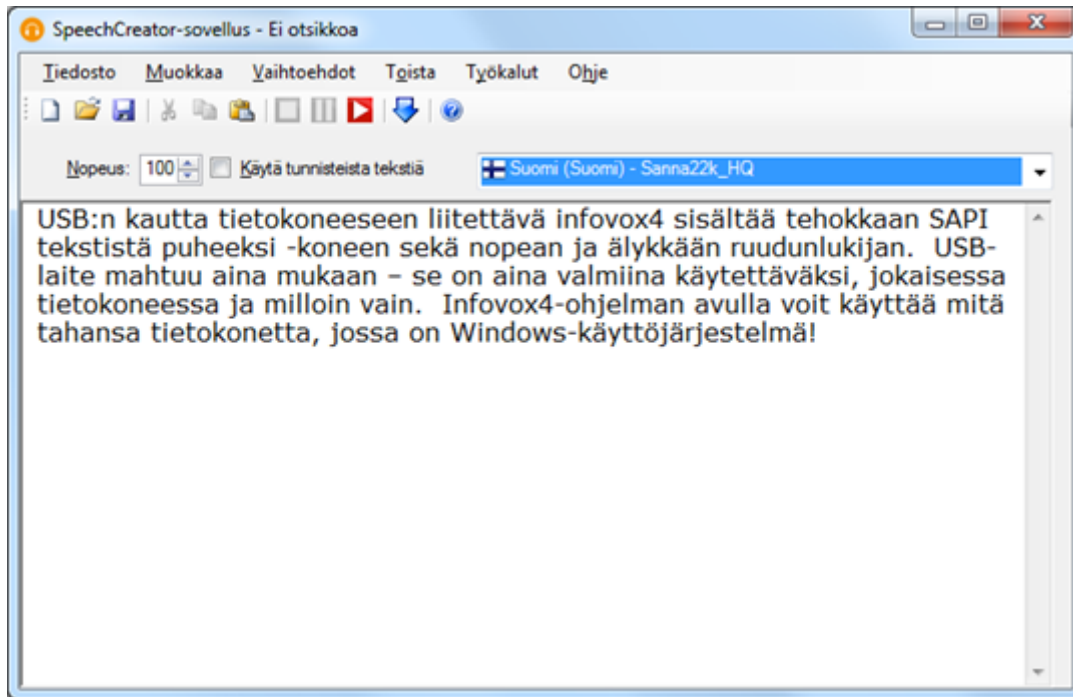 SpeechCreator-sovellus - Ei otsikkoa
Tiedosto Muokkaa Vaihtoehdot Toista Työkalut Ohje
Nopeus: 100 Käytä tunnisteista tekstiä Suomi (Suomi) - Sanna22k_HQ
USB:n kautta tietokoneeseen liitettävä infovox4 sisältää tehokkaan SAPI
tekstistä puheeksi -koneen sekä nopean ja älykkään ruudunlukijan.  USB-
laite mahtuu aina mukaan – se on aina valmiina käytettäväksi, jokaisessa
tietokoneessa ja milloin vain.  Infovox4-ohjelman avulla voit käyttää mitä
tahansa tietokonetta, jossa on Windows-käyttöjärjestelmä!